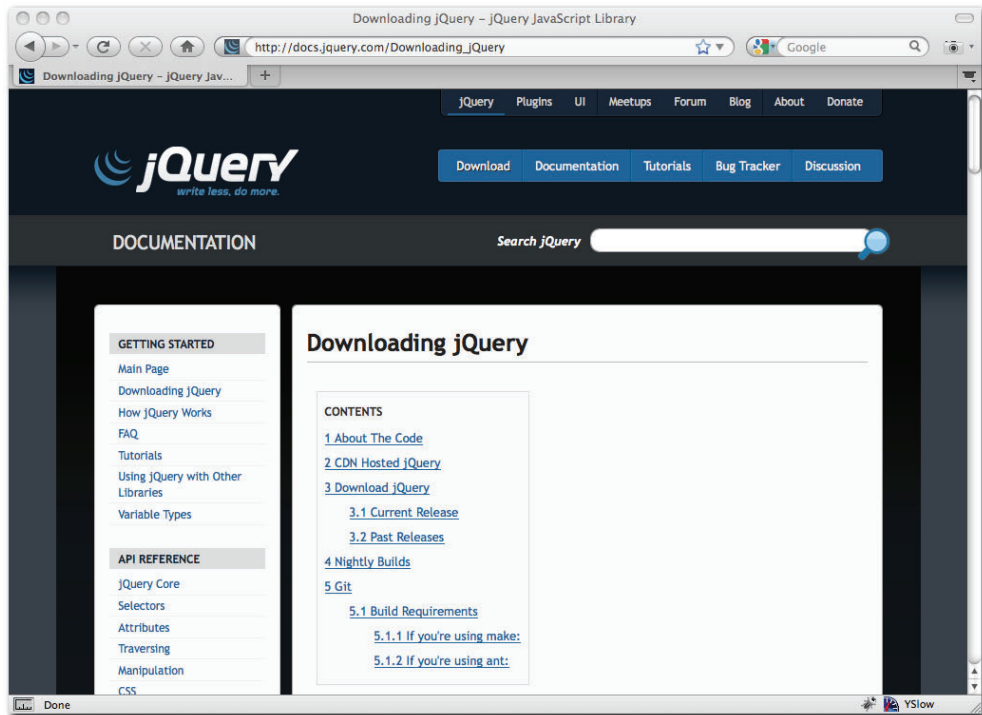 Downloading jQuery – jQuery JavaScript Library
http://docs.jquery.com/Downloading_jQuery
Google
Downloading jQuery – jQuery Jav...
+
jQuery Plugins UI Meetups Forum Blog About Donate
jQuery
write less, do more.
Download Documentation Tutorials Bug Tracker Discussion
DOCUMENTATION
Search jQuery
GETTING STARTED
Main Page
Downloading jQuery
How jQuery Works
FAQ
Tutorials
Using jQuery with Other
Libraries
Variable Types
API REFERENCE
jQuery Core
Selectors
Attributes
Traversing
Manipulation
CSS
Downloading jQuery
CONTENTS
1 About The Code
2 CDN Hosted jQuery
3 Download jQuery
3.1 Current Release
3.2 Past Releases
4 Nightly Builds
5 Git
5.1 Build Requirements
5.1.1 If you're using make:
5.1.2 If you're using ant:
Done
YSlow